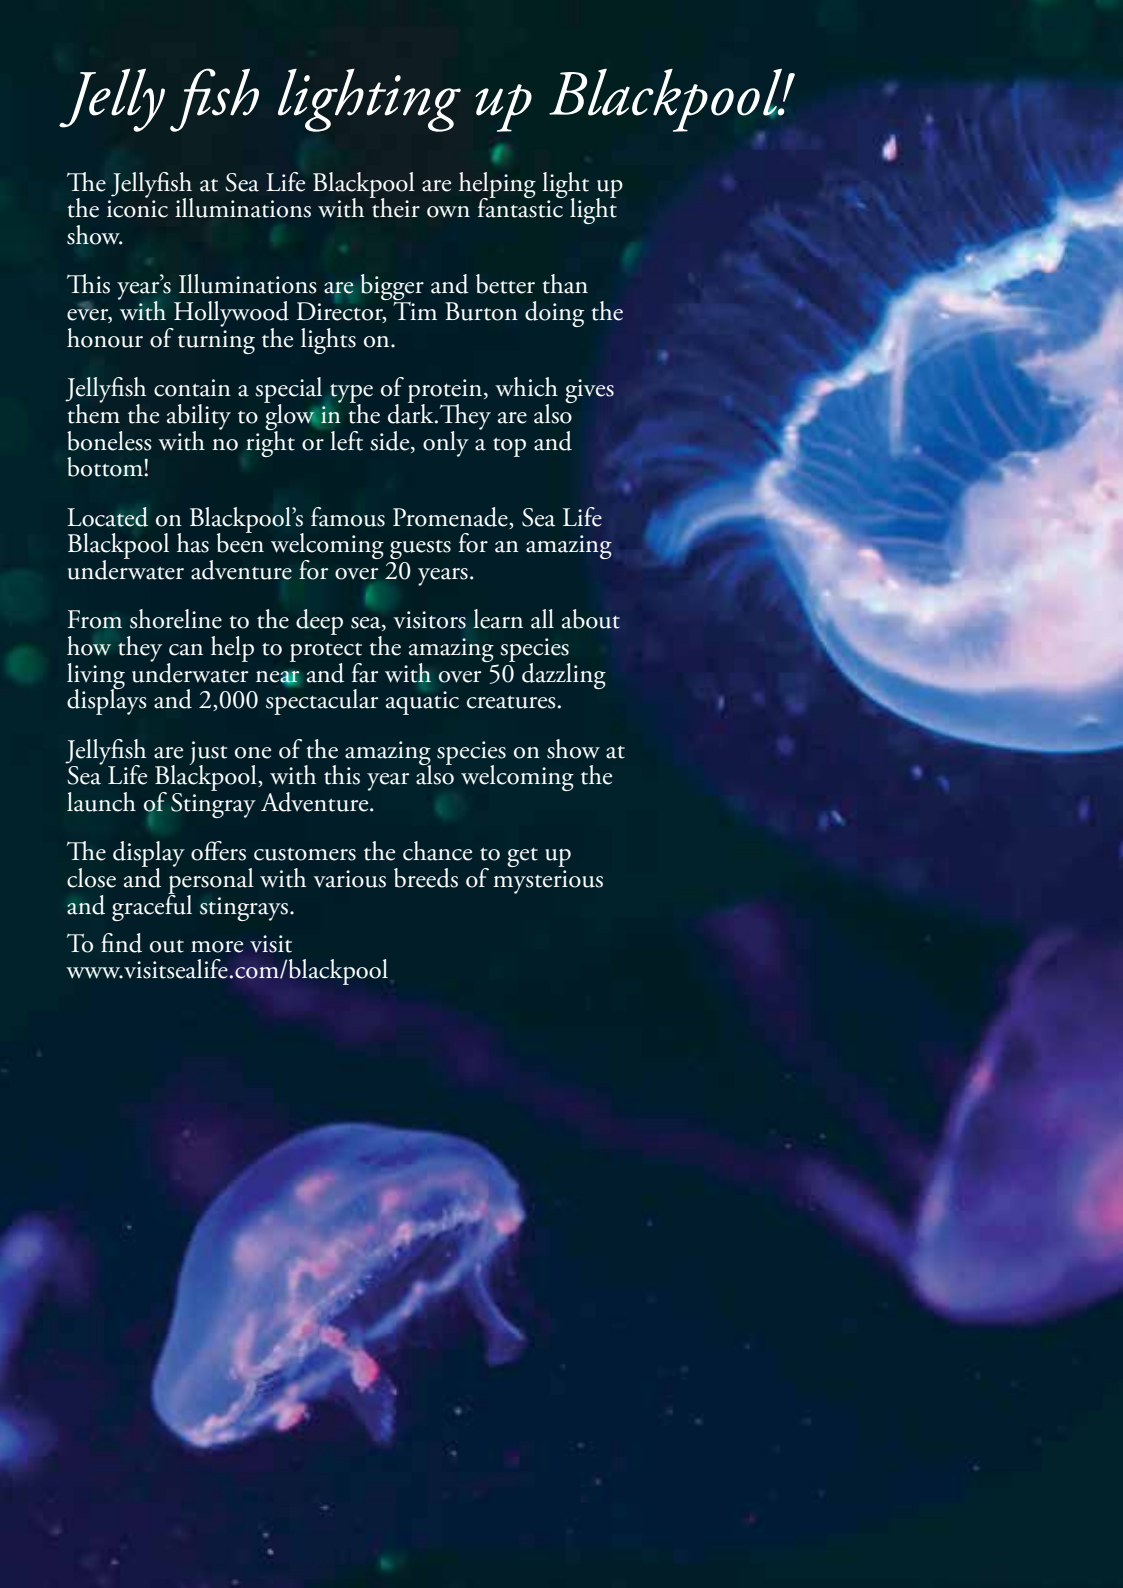 Jelly fish lighting up Blackpool!
The Jellyfish at Sea Life Blackpool are helping light up
the iconic illuminations with their own fantastic light
show.
This year’s Illuminations are bigger and better than
ever, with Hollywood Director, Tim Burton doing the
honour of turning the lights on.
Jellyfish contain a special type of protein, which gives
them the ability to glow in the dark.They are also
boneless with no right or left side, only a top and
bottom!
Located on Blackpool’s famous Promenade, Sea Life
Blackpool has been welcoming guests for an amazing
underwater adventure for over 20 years.
From shoreline to the deep sea, visitors learn all about
how they can help to protect the amazing species
living underwater near and far with over 50 dazzling
displays and 2,000 spectacular aquatic creatures.
Jellyfish are just one of the amazing species on show at
Sea Life Blackpool, with this year also welcoming the
launch of Stingray Adventure.
The display offers customers the chance to get up
close and personal with various breeds of mysterious
and graceful stingrays.
To find out more visit
www.visitsealife.com/blackpool